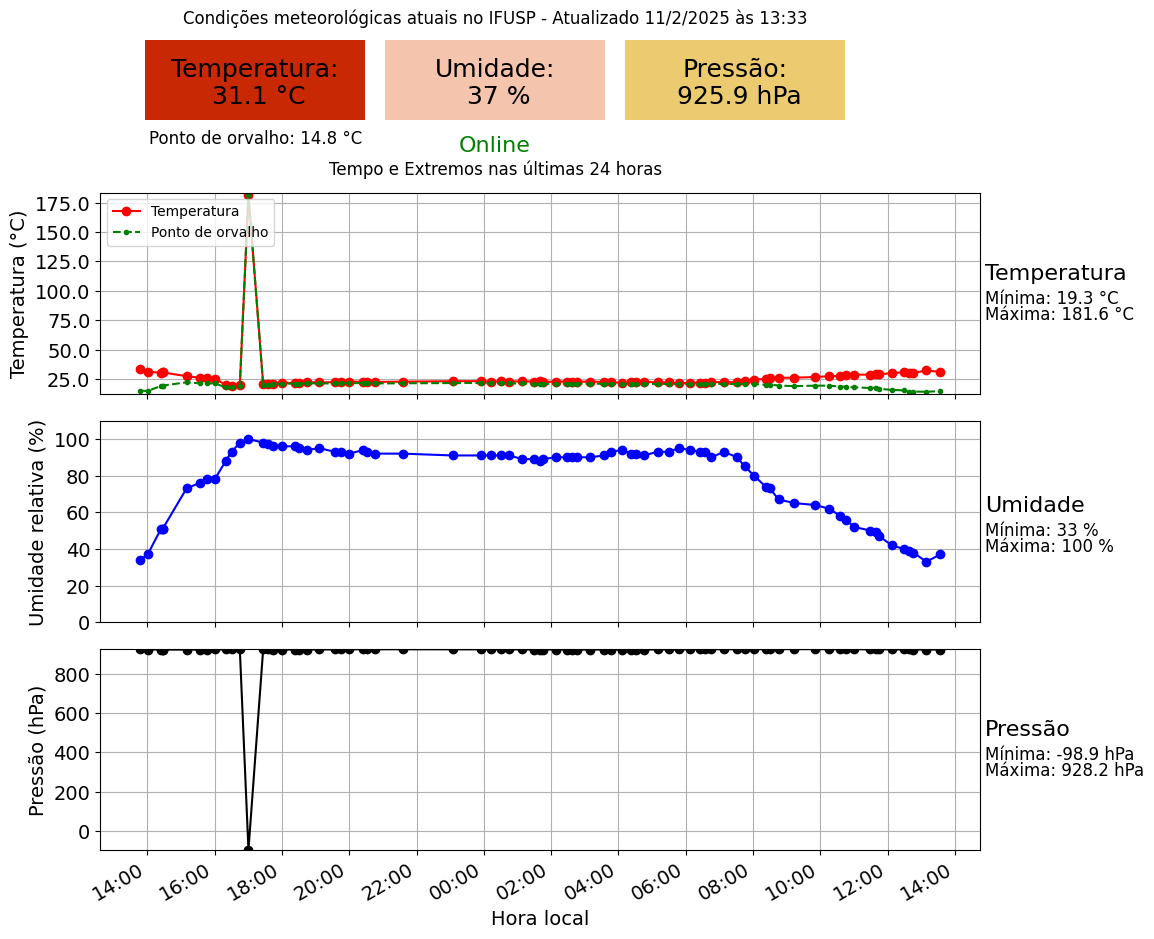 Condições meteorológicas atuais no IFUSP - Atualizado 11/2/2025 às 13:33
Temperatura:
31.1 °C
Umidade:
37 %
Pressão:
925.9 hPa
Ponto de orvalho: 14.8 °C
Online
Tempo e Extremos nas últimas 24 horas
Temperatura (°C)
175.0
150.0
125.0
100.0
75.0
50.0
25.0
Temperatura
Ponto de orvalho
Temperatura
Mínima: 19.3 °C
Máxima: 181.6 °C
Umidade relativa (%)
100
80
60
40
20
0
Umidade
Mínima: 33 %
Máxima: 100 %
Pressão (hPa)
800
600
400
200
0
Pressão
Mínima: -98.9 hPa
Máxima: 928.2 hPa
14:00 16:00 18:00 20:00 22:00 00:00 02:00 04:00 06:00 08:00 10:00 12:00 14:00
Hora local